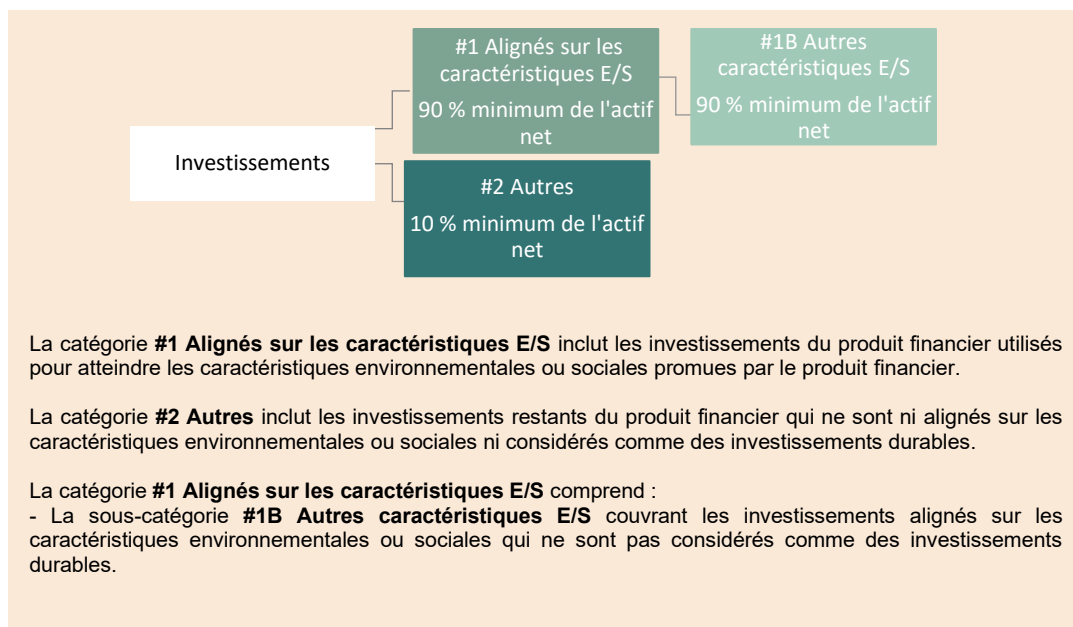 #1 Alignés sur les
caractéristiques E/S
90 % minimum de l'actif
net
#1B Autres
caractéristiques E/S
90 % minimum de l'actif
net
Investissements
#2 Autres
10 % minimum de l'actif
net
La catégorie #1 Alignés sur les caractéristiques E/S inclut les investissements du produit financier utilisés
pour atteindre les caractéristiques environnementales ou sociales promues par le produit financier.
La catégorie #2 Autres inclut les investissements restants du produit financier qui ne sont ni alignés sur les
caractéristiques environnementales ou sociales ni considérés comme des investissements durables.
La catégorie #1 Alignés sur les caractéristiques E/S comprend :
- La sous-catégorie #1B Autres caractéristiques E/S couvrant les investissements alignés sur les
caractéristiques environnementales ou sociales qui ne sont pas considérés comme des investissements
durables.